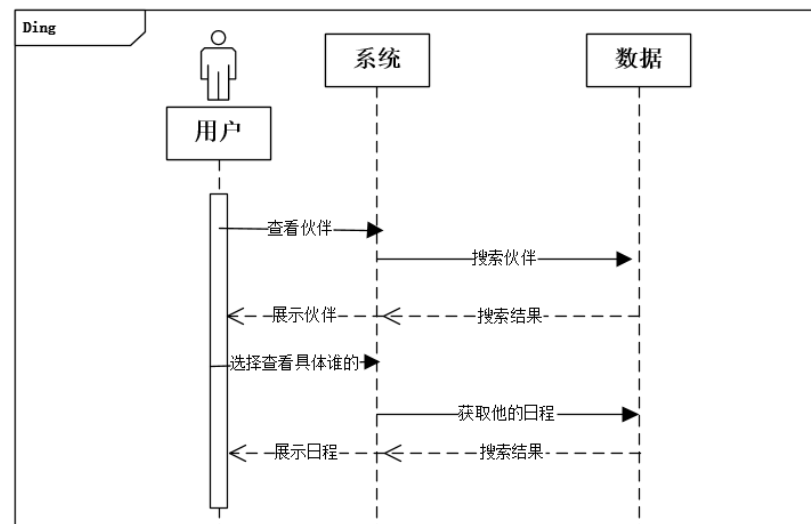 Ding
系统
数据
用户
查看伙伴
搜索伙伴
展示伙伴
搜索结果
选择查看具体谁的
获取他的日程
展示日程
搜索结果